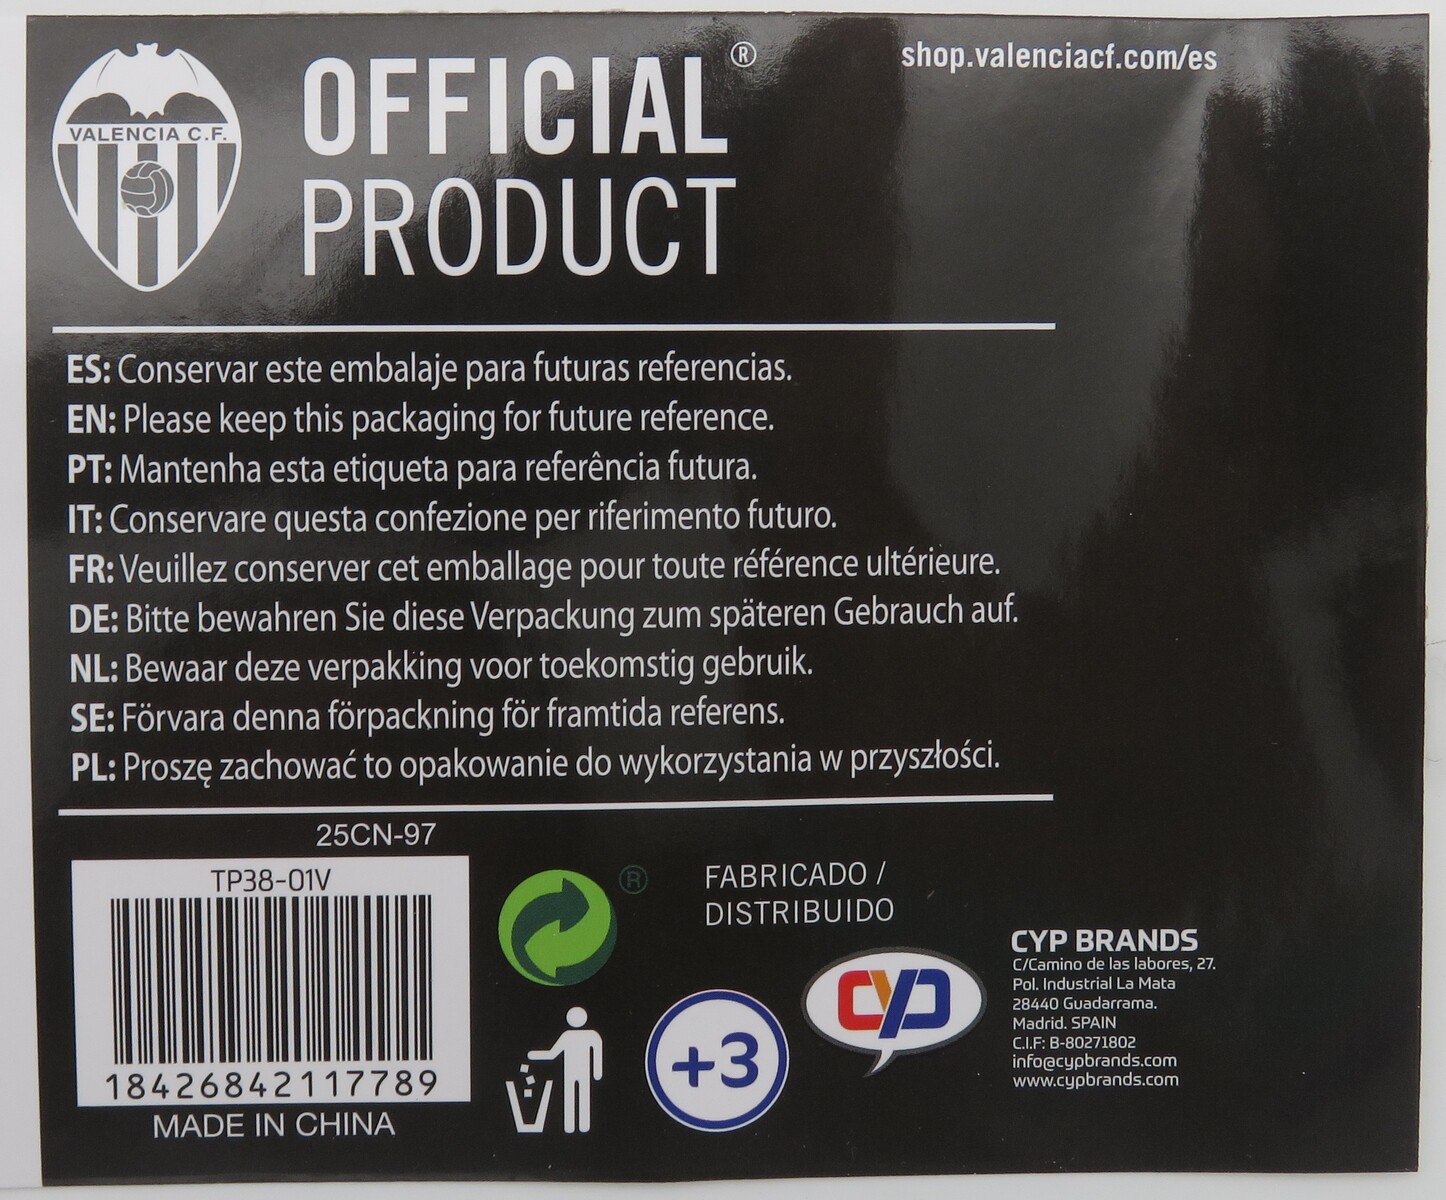 VALENCIA C.F.
OFFICIAL ®
PRODUCT
shop.valenciacf.com/es
ES: Conservar este embalaje para futuras referencias.
EN: Please keep this packaging for future reference.
PT: Mantenha esta etiqueta para referência futura.
IT: Conservare questa confezione per riferimento futuro.
FR: Veuillez conserver cet emballage pour toute référence ultérieure.
DE: Bitte bewahren Sie diese Verpackung zum späteren Gebrauch auf.
NL: Bewaar deze verpakking voor toekomstig gebruik.
SE: Förvara denna förpackning för framtida referens.
PL: Proszę zachować to opakowanie do wykorzystania w przyszłości.
25CN-97
TP38-01V
18426842117789
MADE IN CHINA
®
+3
FABRICADO /
DISTRIBUIDO
CYP
CYP BRANDS
C/Camino de las labores, 27.
Pol. Industrial La Mata
28440 Guadarrama.
Madrid. SPAIN
C.I.F: B-80271802
info@cypbrands.com
www.cypbrands.com